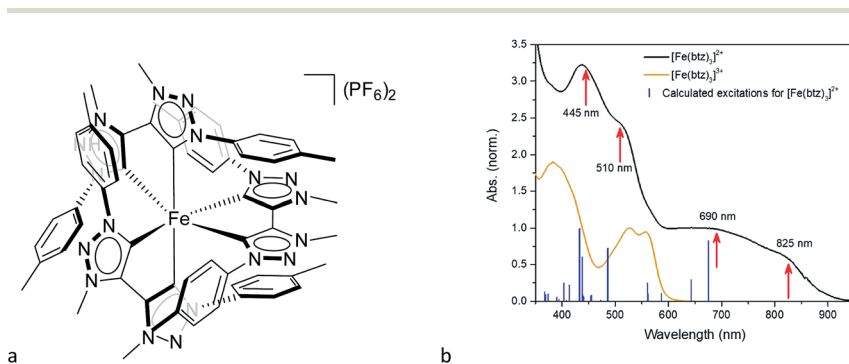 (PF6)2
N
N
N
N
N
N
NH
N
N
N
Fe
N
N
N
N
N
N
N
N
N
a
3.5
3.0
2.5
2.0
1.5
1.0
0.5
0.0
Abs. (norm.)
[Fe(btz)3]2+
[Fe(btz)3]3+
Calculated excitations for [Fe(btz)3]2+
445 nm
510 nm
690 nm
825 nm
400 500 600 700 800 900
Wavelength (nm)
b